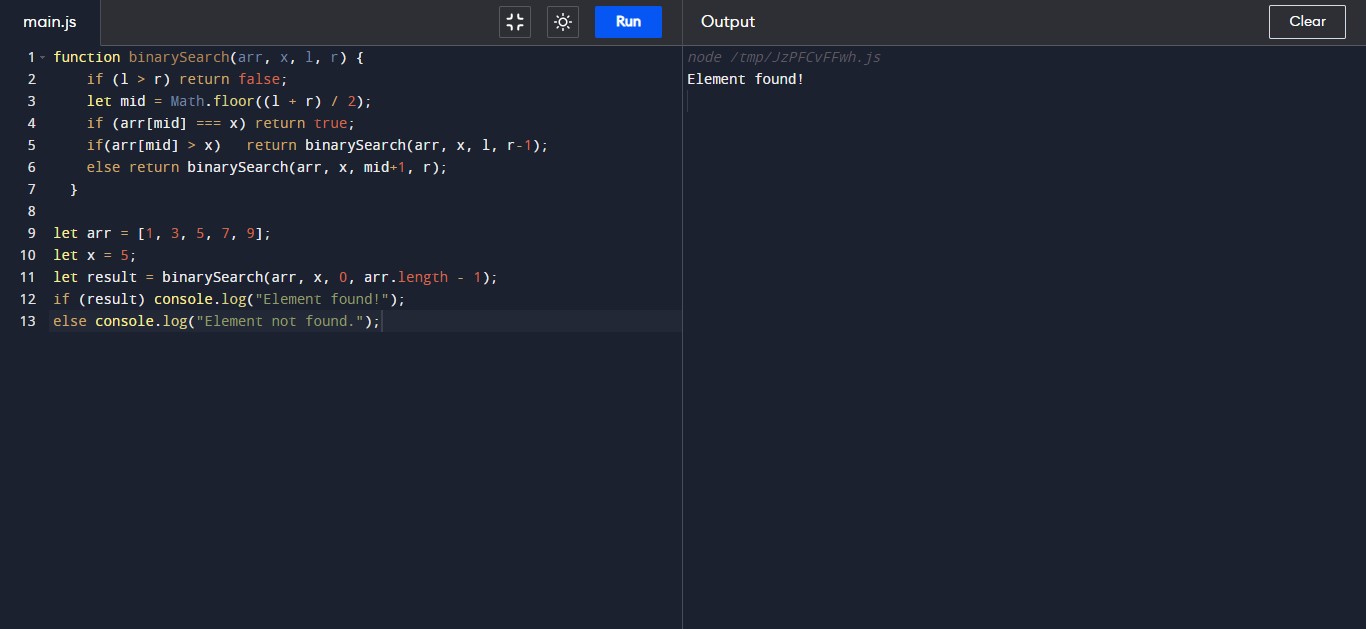 main.js
Run
Output
Clear
1 function binarySearch(arr, x, l, r) {
2     if (l > r) return false;
3     let mid = Math.floor((l + r) / 2);
4     if (arr[mid] === x) return true;
5     if(arr[mid] > x)   return binarySearch(arr, x, l, r-1);
6     else return binarySearch(arr, x, mid+1, r);
7   }
8
9 let arr = [1, 3, 5, 7, 9];
10 let x = 5;
11 let result = binarySearch(arr, x, 0, arr.length - 1);
12 if (result) console.log("Element found!");
13 else console.log("Element not found.");
node /tmp/JzPFCvFFwh.js
Element found!